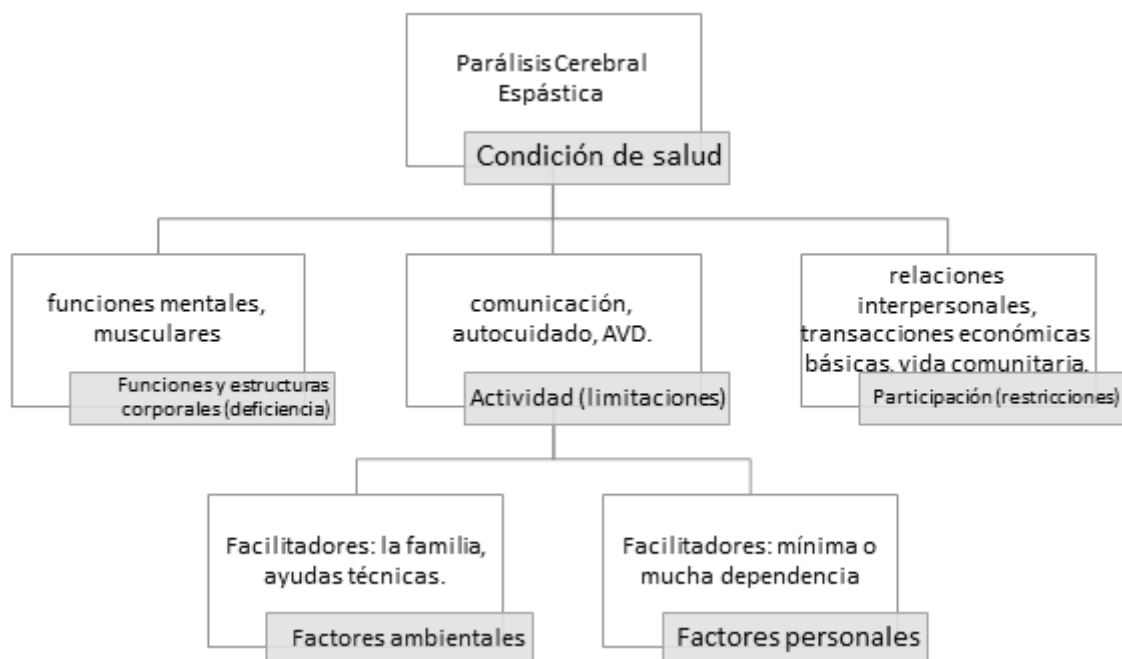 Parálisis Cerebral
Espástica
Condición de salud
funciones mentales,
musculares
Funciones y estructuras
corporales (deficiencia)
comunicación,
autocuidado, AVD.
Actividad (limitaciones)
relaciones
interpersonales,
transacciones económicas
básicas, vida comunitaria.
Participación (restricciones)
Facilitadores: la familia,
ayudas técnicas.
Factores ambientales
Facilitadores: mínima o
mucha dependencia
Factores personales